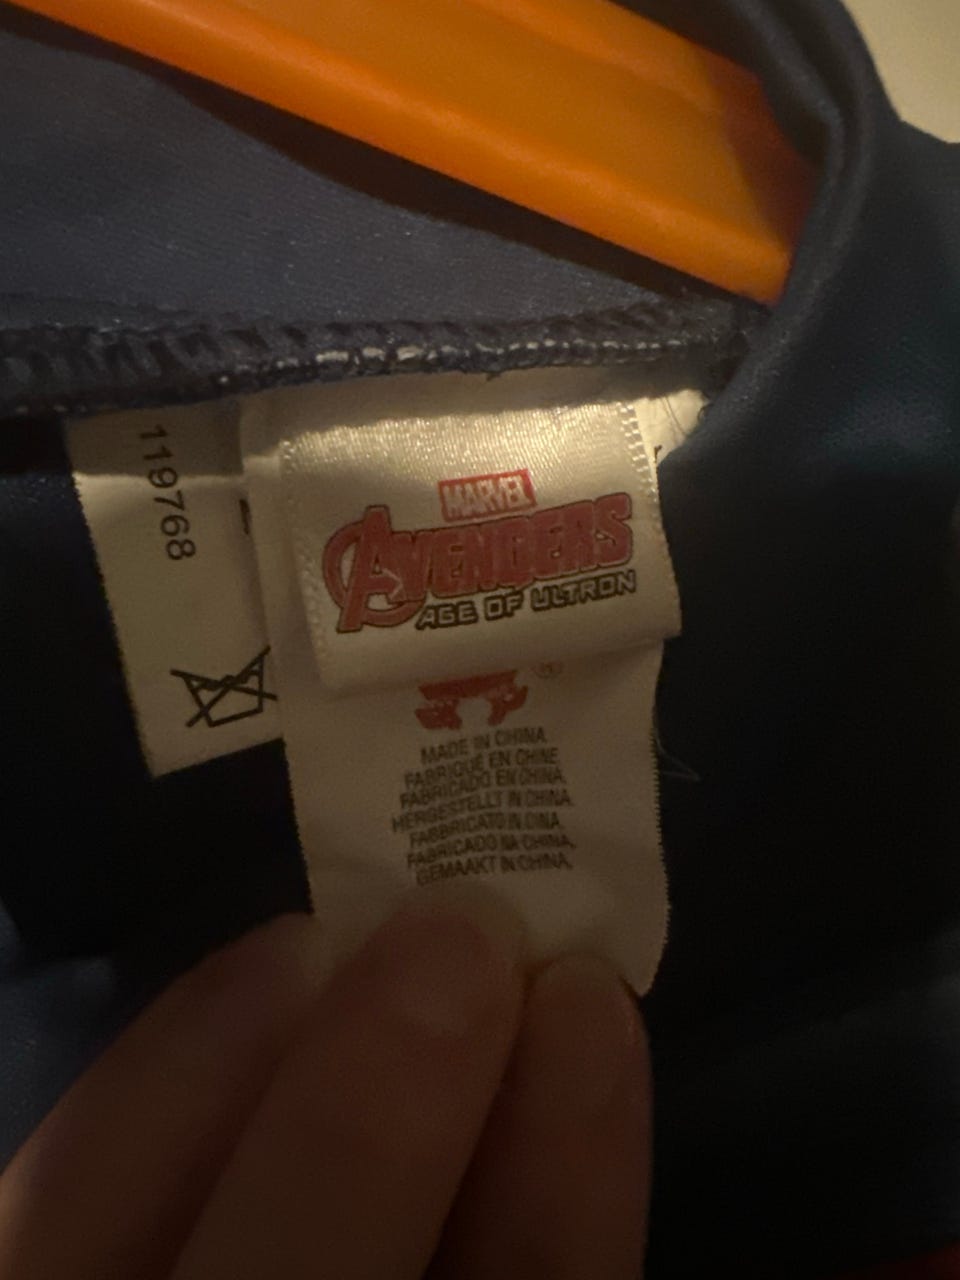 119768
MARVEL
AVENGERS
AGE OF ULTRON
MADE IN CHINA
FABRIQUÉ EN CHINE
FABRICADO EN CHINA.
HERGESTELLT IN CHINA.
FABBRICATO IN CINA.
FABRICADO NA CHINA.
GEMAAKT IN CHINA.